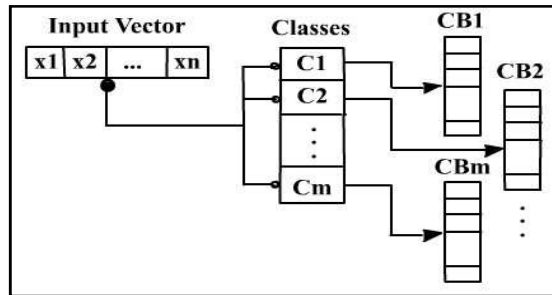 Input Vector
x1 x2 ... xn
Classes
C1
C2
⋮
Cm
CB1
CB2
CBm
⋮